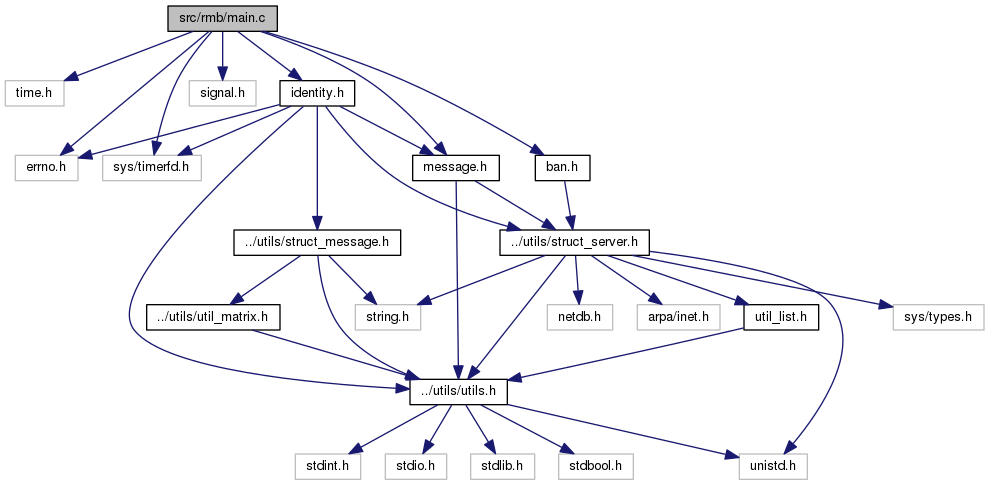 src/rmb/main.c
time.h
signal.h
identity.h
errno.h
sys/timerfd.h
message.h
ban.h
../utils/struct_message.h
../utils/struct_server.h
../utils/util_matrix.h
string.h
netdb.h
arpa/inet.h
util_list.h
sys/types.h
../utils/utils.h
stdint.h
stdio.h
stdlib.h
stdbool.h
unistd.h